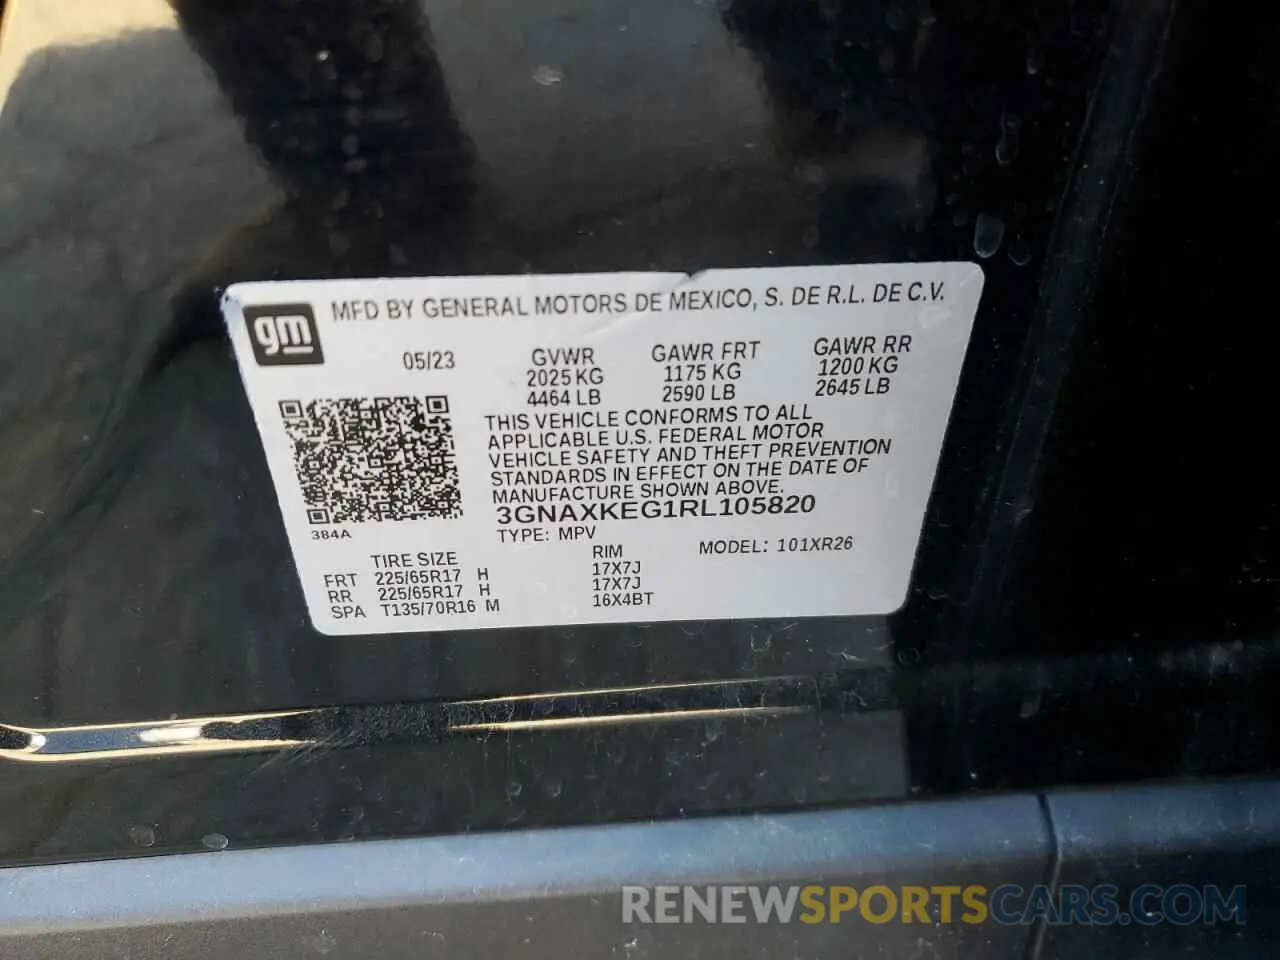 gm
MFD BY GENERAL MOTORS DE MEXICO, S. DE R.L. DE C.V.
05/23 GVWR GAWR FRT GAWR RR
2025 KG 1175 KG 1200 KG
4464 LB 2590 LB 2645 LB
THIS VEHICLE CONFORMS TO ALL
APPLICABLE U.S. FEDERAL MOTOR
VEHICLE SAFETY AND THEFT PREVENTION
STANDARDS IN EFFECT ON THE DATE OF
MANUFACTURE SHOWN ABOVE.
3GNAXKEG1RL105820
384A
TYPE: MPV MODEL: 101XR26
TIRE SIZE RIM
FRT 225/65R17 H 17X7J
RR 225/65R17 H 17X7J
SPA T135/70R16 M 16X4BT
RENEWSPORTSCARS.COM